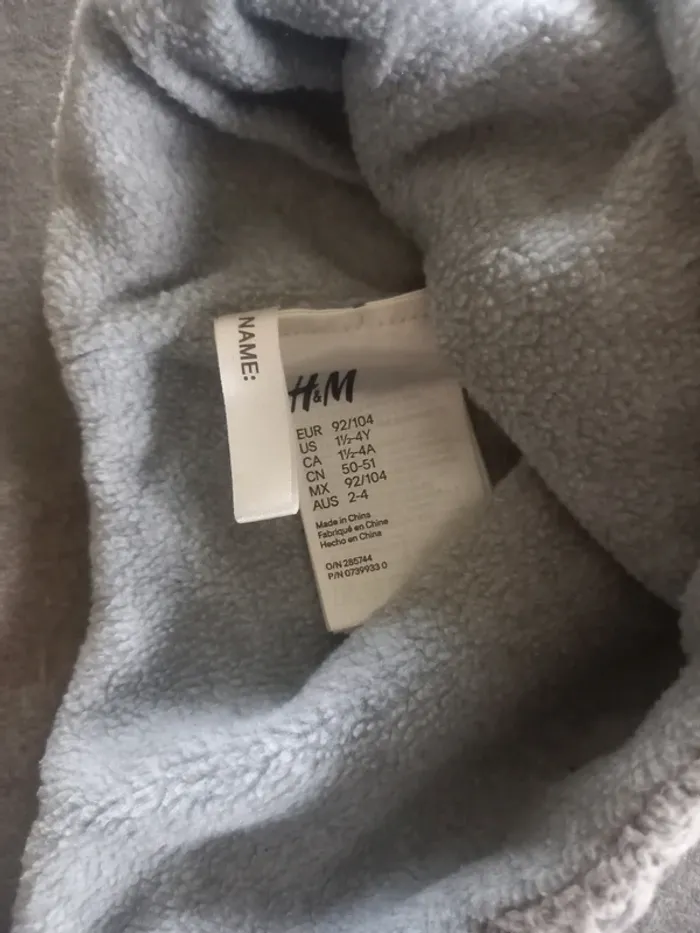 NAME:
H&M
EUR 92/104
US 1½-4Y
CA 1½-4A
CN 50-51
MX 92/104
AUS 2-4
Made in China
Fabriqué en Chine
Hecho en China
O/N 285744
P/N 0739933 0